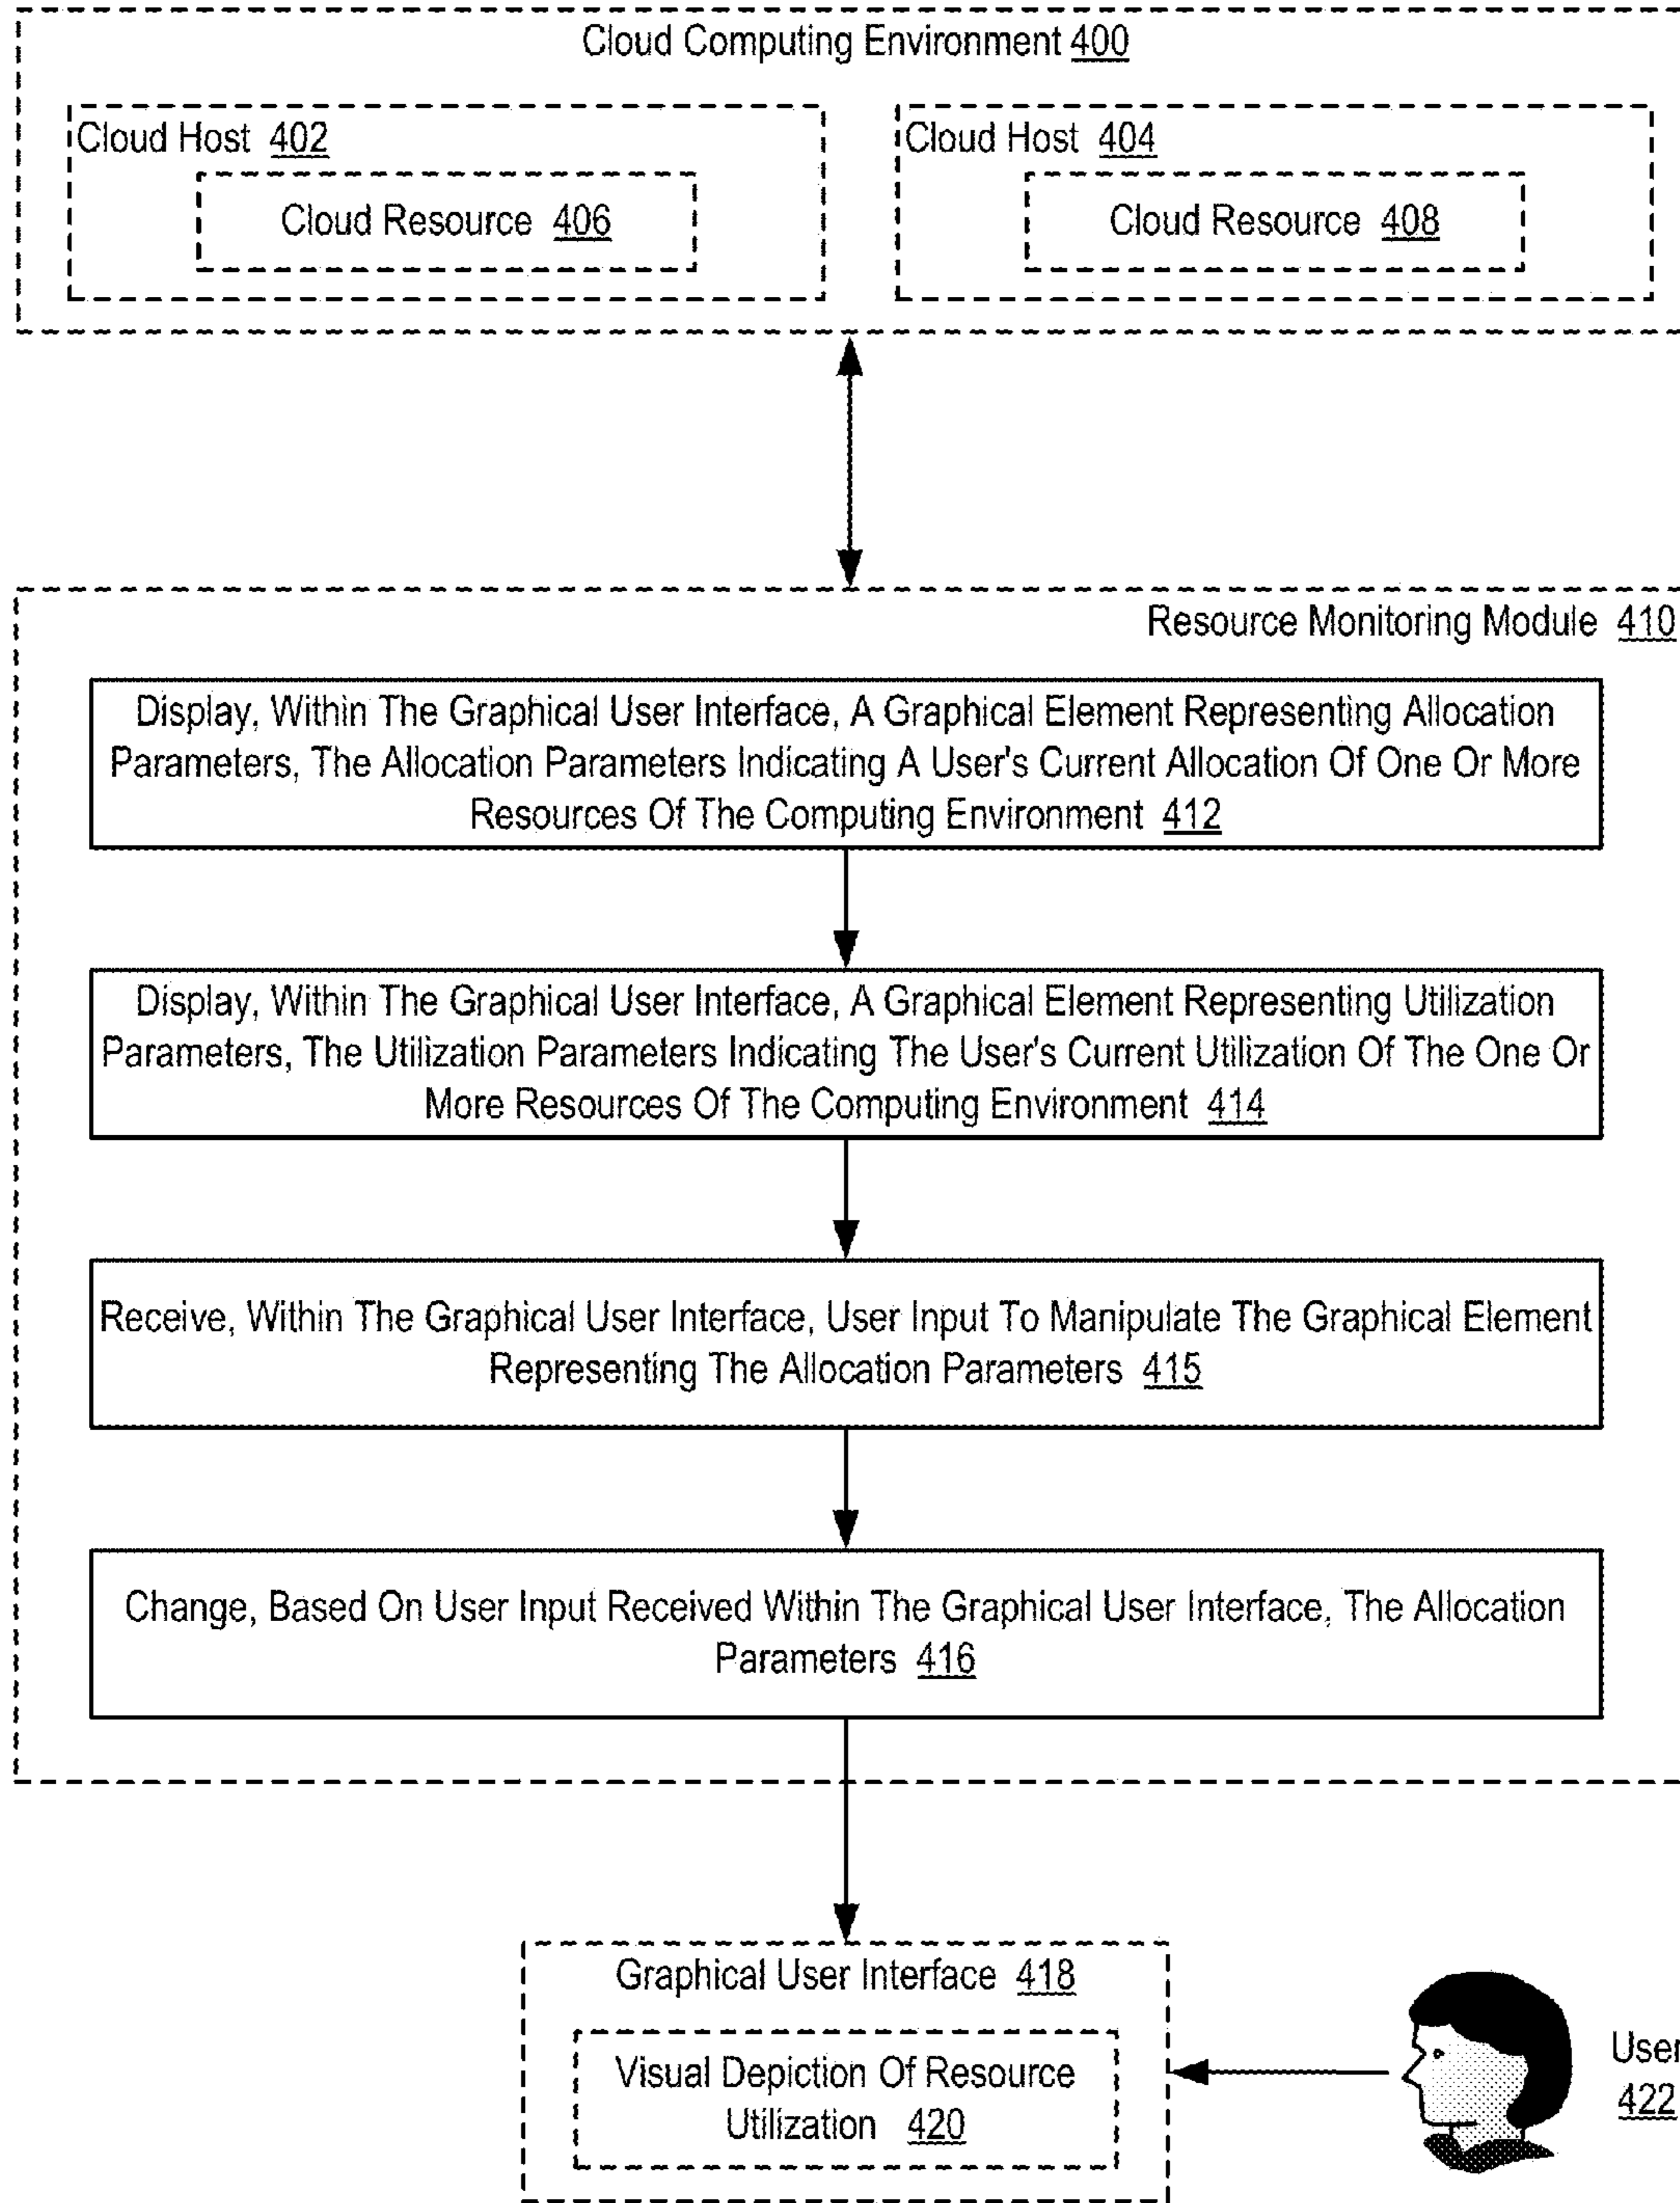 Cloud Computing Environment 400
Cloud Host 402
Cloud Resource 406
Cloud Host 404
Cloud Resource 408
Resource Monitoring Module 410
Display, Within The Graphical User Interface, A Graphical Element Representing Allocation
Parameters, The Allocation Parameters Indicating A User's Current Allocation Of One Or More
Resources Of The Computing Environment 412
Display, Within The Graphical User Interface, A Graphical Element Representing Utilization
Parameters, The Utilization Parameters Indicating The User's Current Utilization Of The One Or
More Resources Of The Computing Environment 414
Receive, Within The Graphical User Interface, User Input To Manipulate The Graphical Element
Representing The Allocation Parameters 415
Change, Based On User Input Received Within The Graphical User Interface, The Allocation
Parameters 416
Graphical User Interface 418
Visual Depiction Of Resource
Utilization 420
User
422